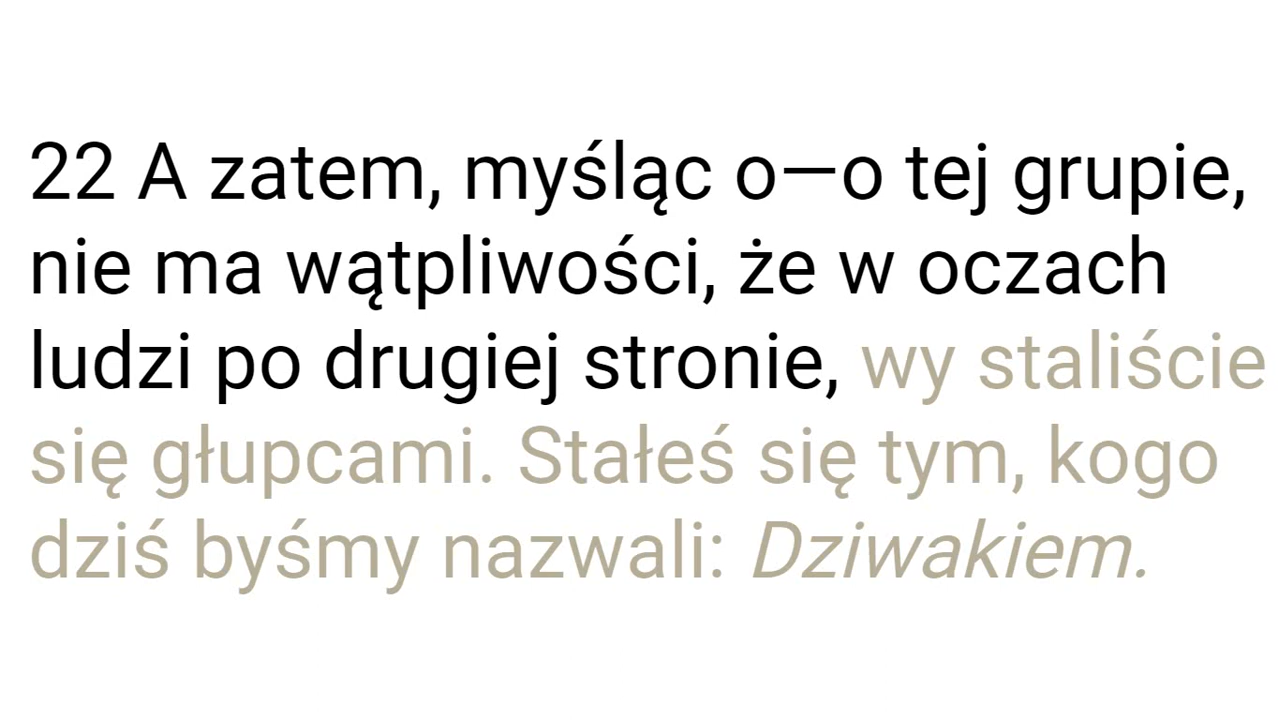 22 A zatem, myśląc o—o tej grupie,
nie ma wątpliwości, że w oczach
ludzi po drugiej stronie, wy staliście
się głupcami. Stałeś się tym, kogo
dziś byśmy nazwali: Dziwakiem.